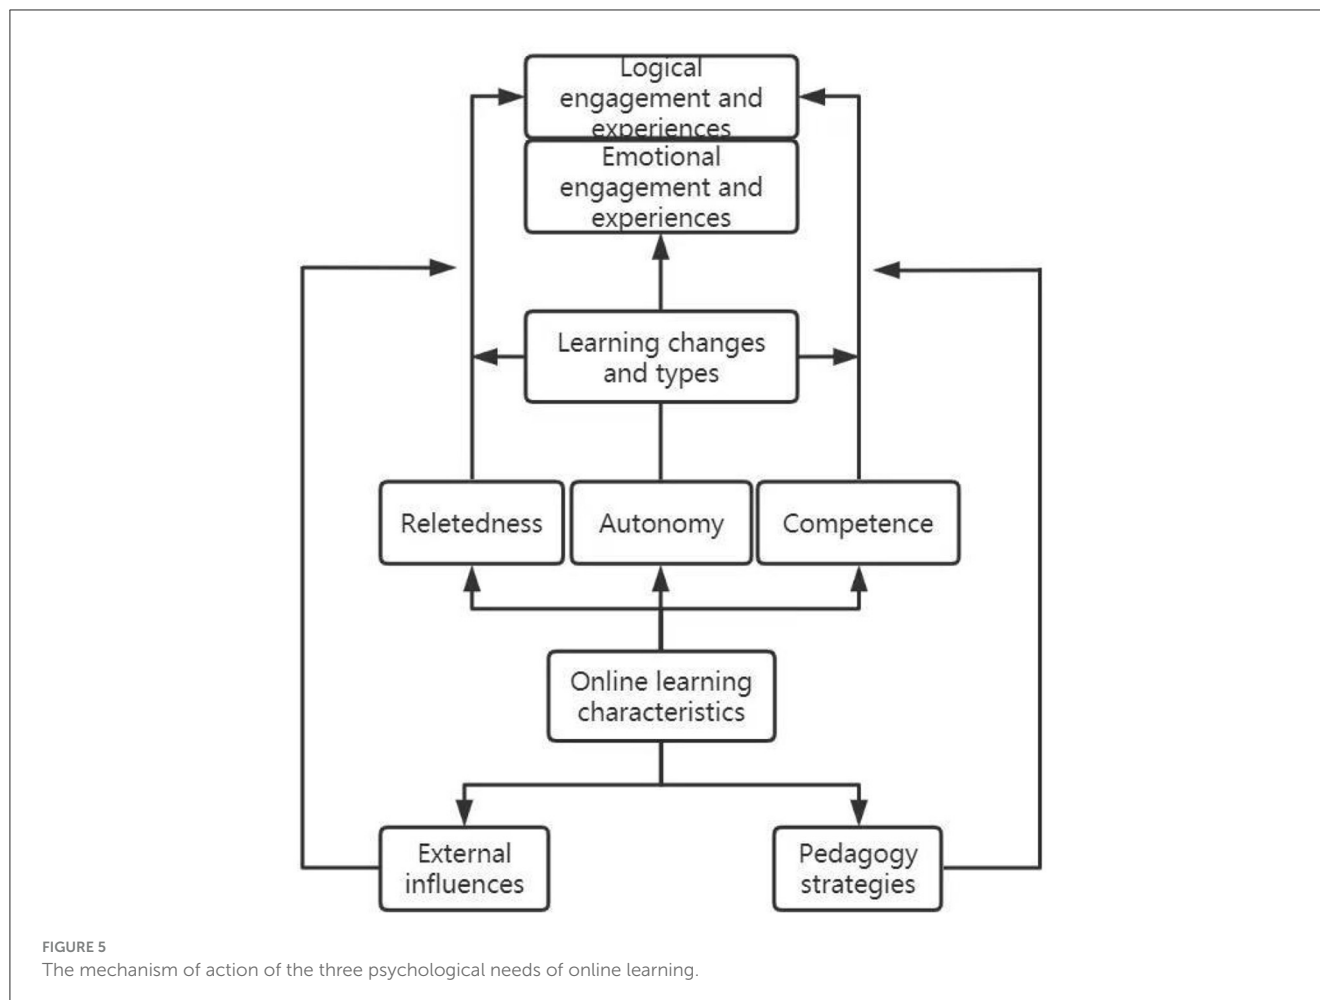 Logical
engagement and
experiences
Emotional
engagement and
experiences
Learning changes
and types
Reletedness
Autonomy
Competence
Online learning
characteristics
External
influences
Pedagogy
strategies
FIGURE 5
The mechanism of action of the three psychological needs of online learning.